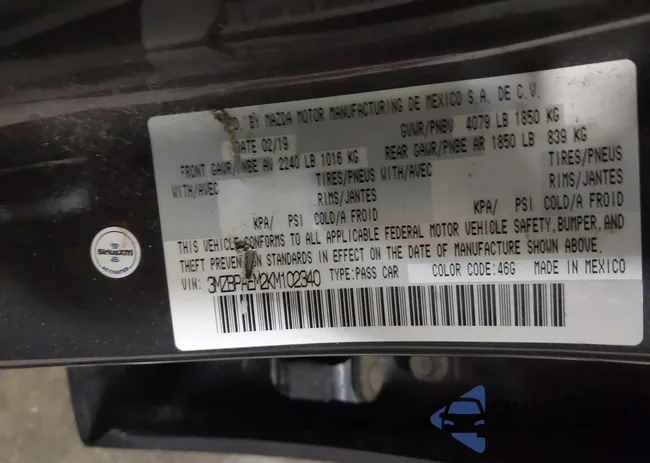 BY MAZDA MOTOR MANUFACTURING DE MEXICO S.A. DE C.V.
DATE 02/19 GVWR/PNBV 4079 LB 1850 KG
FRONT GAWR/PNBE AV 2240 LB 1016 KG REAR GAWR/PNBE AR 1850 LB 839 KG
WITH/AVEC TIRES/PNEUS WITH/AVEC TIRES/PNEUS
RIMS/JANTES RIMS/JANTES
KPA/ PSI COLD/A FROID KPA/ PSI COLD/A FROID
THIS VEHICLE CONFORMS TO ALL APPLICABLE FEDERAL MOTOR VEHICLE SAFETY, BUMPER, AND
THEFT PREVENTION STANDARDS IN EFFECT ON THE DATE OF MANUFACTURE SHOWN ABOVE.
VIN: 3MZBPAEM2KM102340 TYPE: PASS CAR COLOR CODE: 46G MADE IN MEXICO
SiriusXM
ACTIVATED